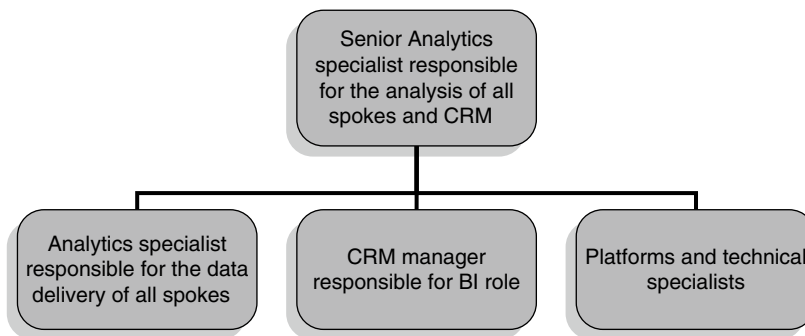 Senior Analytics
specialist responsible
for the analysis of all
spokes and CRM
Analytics specialist
responsible for the data
delivery of all spokes
CRM manager
responsible for BI role
Platforms and technical
specialists